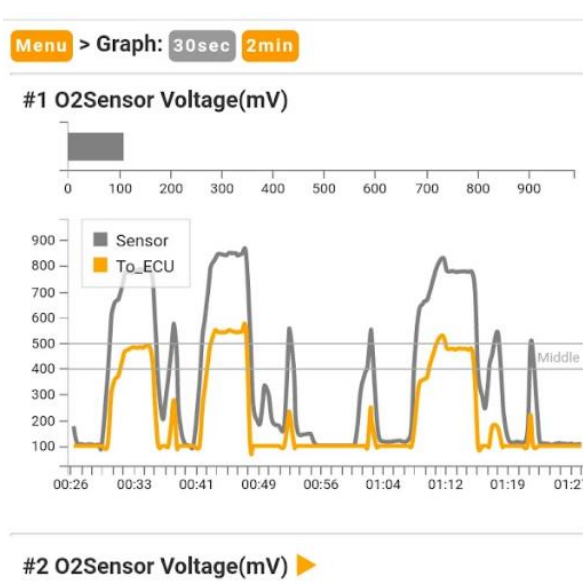 Menu > Graph: 30sec 2min
#1 O2Sensor Voltage(mV)
0 100 200 300 400 500 600 700 800 900
Sensor
To_ECU
900
800
700
600
500
Middle
400
300
200
100
00:26 00:33 00:41 00:49 00:56 01:04 01:12 01:19 01:27
#2 O2Sensor Voltage(mV)